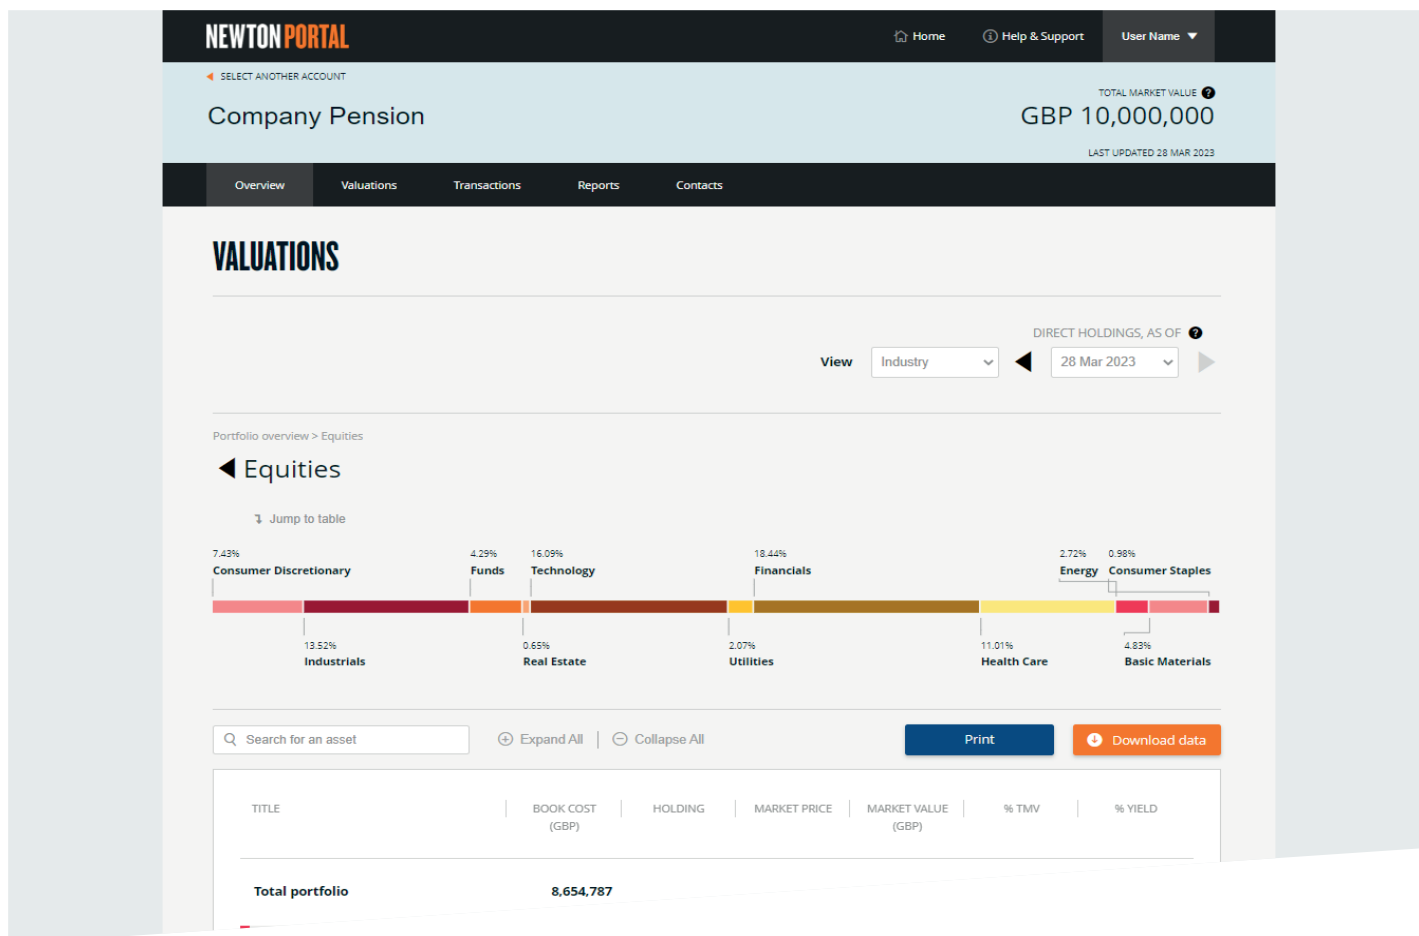 NEWTON PORTAL
Home
Help & Support
User Name
SELECT ANOTHER ACCOUNT
TOTAL MARKET VALUE ?
Company Pension
GBP 10,000,000
LAST UPDATED 28 MAR 2023
Overview
Valuations
Transactions
Reports
Contacts
VALUATIONS
DIRECT HOLDINGS, AS OF ?
View
Industry
28 Mar 2023
Portfolio overview > Equities
Equities
Jump to table
7.43%
Consumer Discretionary
4.29%
Funds
16.09%
Technology
18.44%
Financials
2.72%
Energy
0.98%
Consumer Staples
13.52%
Industrials
0.65%
Real Estate
2.07%
Utilities
11.01%
Health Care
4.83%
Basic Materials
Search for an asset
Expand All
Collapse All
Print
Download data
TITLE
BOOK COST
(GBP)
HOLDING
MARKET PRICE
MARKET VALUE
(GBP)
% TMV
% YIELD
Total portfolio
8,654,787